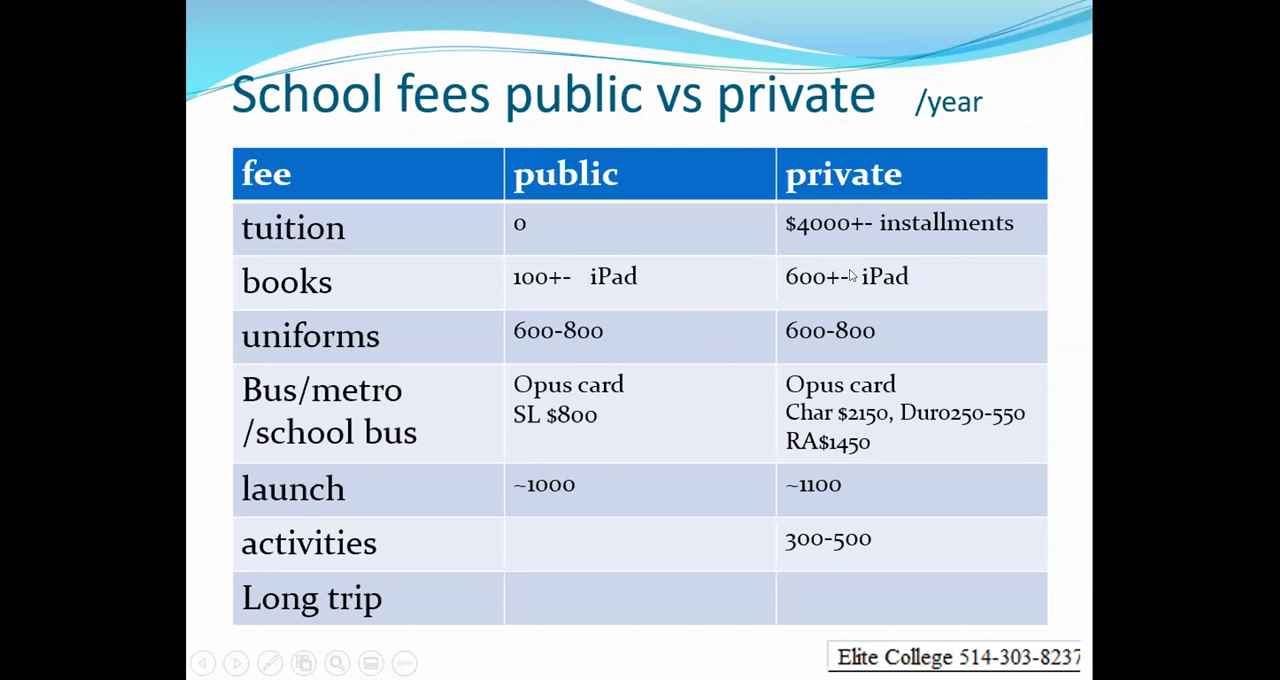 School fees public vs private /year
fee public private
tuition 0 $4000+- installments
books 100+- iPad 600+- iPad
uniforms 600-800 600-800
Bus/metro
/school bus
Opus card
SL $800
Opus card
Char $2150, Duro250-550
RA$1450
launch ~1000 ~1100
activities 300-500
Long trip
Elite College 514-303-8237